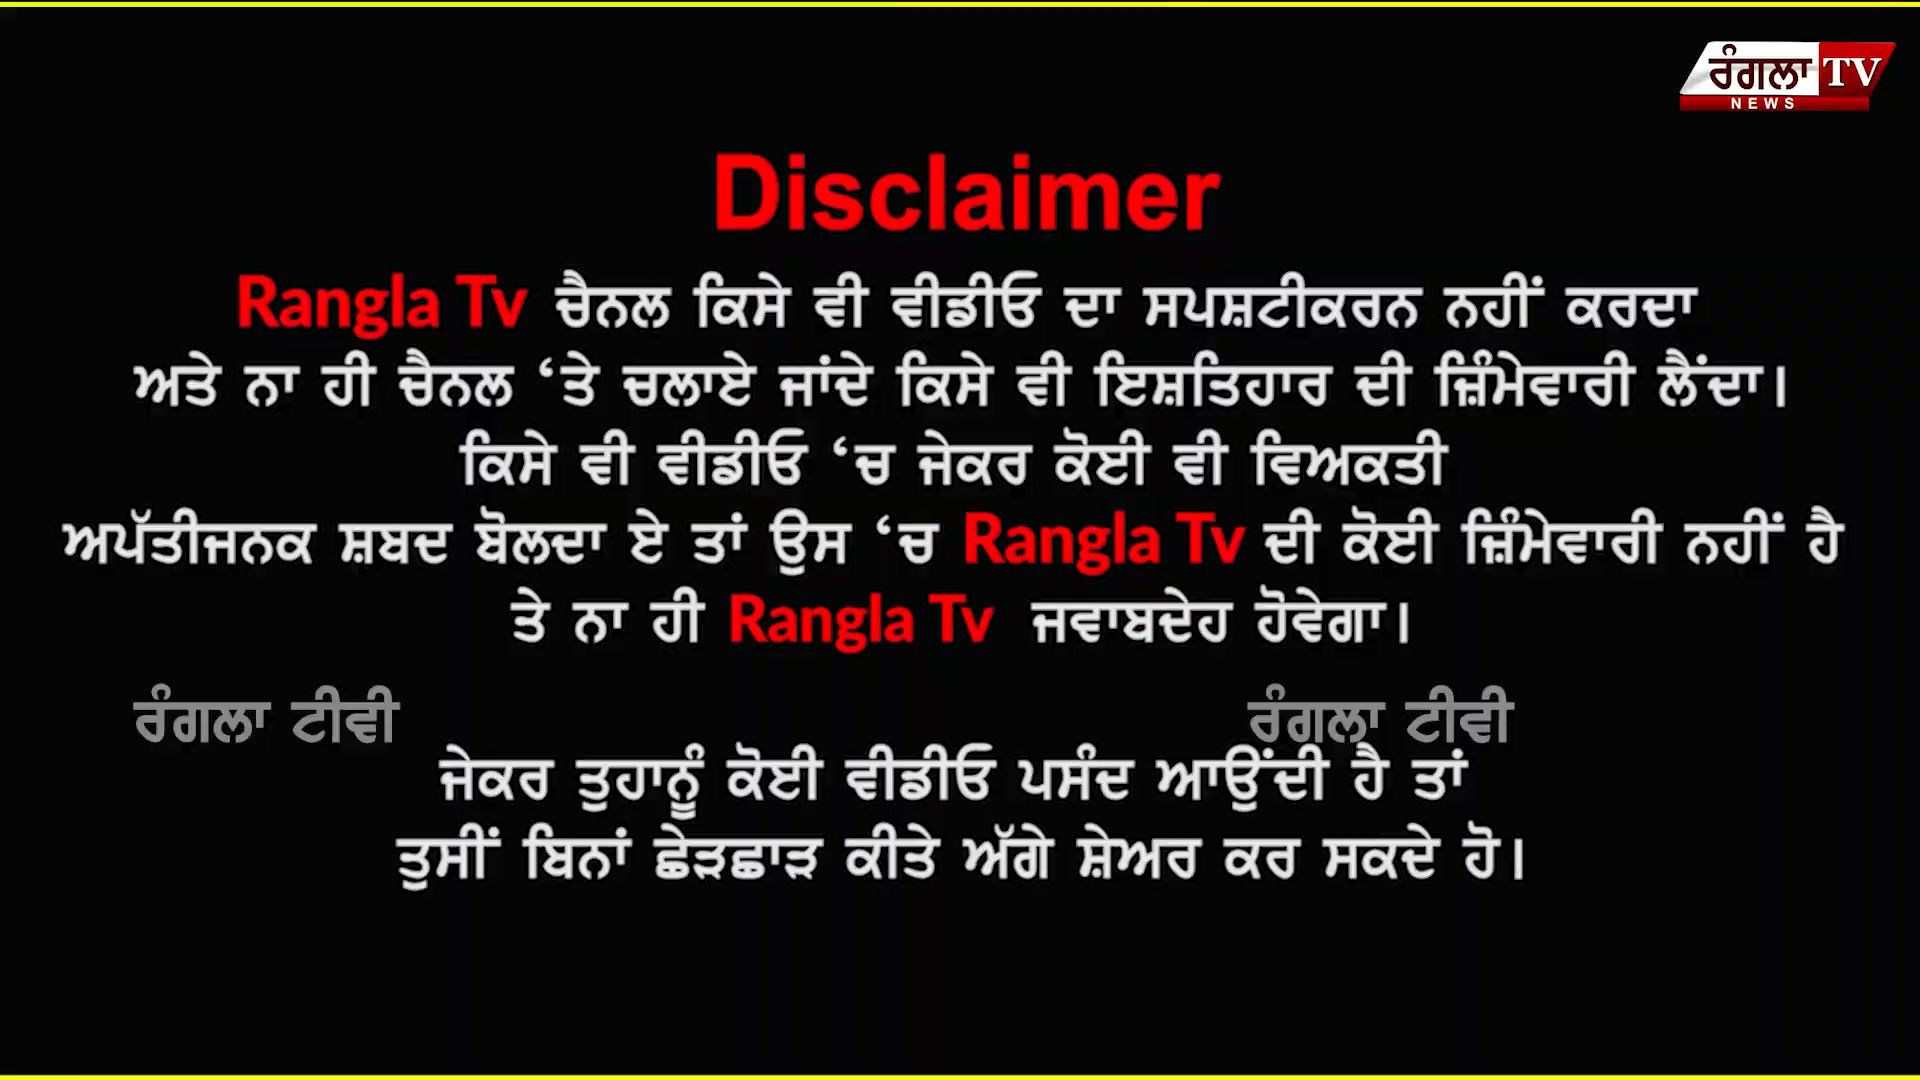 ਰੰਗਲਾ TV
NEWS
Disclaimer
Rangla Tv ਚੈਨਲ ਕਿਸੇ ਵੀ ਵੀਡੀਓ ਦਾ ਸਪਸ਼ਟੀਕਰਨ ਨਹੀਂ ਕਰਦਾ
ਅਤੇ ਨਾ ਹੀ ਚੈਨਲ ‘ਤੇ ਚਲਾਏ ਜਾਂਦੇ ਕਿਸੇ ਵੀ ਇਸ਼ਤਿਹਾਰ ਦੀ ਜ਼ਿੰਮੇਵਾਰੀ ਲੈਂਦਾ।
ਕਿਸੇ ਵੀ ਵੀਡੀਓ ‘ਚ ਜੇਕਰ ਕੋਈ ਵੀ ਵਿਅਕਤੀ
ਅਪੱਤੀਜਨਕ ਸ਼ਬਦ ਬੋਲਦਾ ਏ ਤਾਂ ਉਸ ‘ਚ Rangla Tv ਦੀ ਕੋਈ ਜ਼ਿੰਮੇਵਾਰੀ ਨਹੀਂ ਹੈ
ਤੇ ਨਾ ਹੀ Rangla Tv ਜਵਾਬਦੇਹ ਹੋਵੇਗਾ।
ਰੰਗਲਾ ਟੀਵੀ ਰੰਗਲਾ ਟੀਵੀ
ਜੇਕਰ ਤੁਹਾਨੂੰ ਕੋਈ ਵੀਡੀਓ ਪਸੰਦ ਆਉਂਦੀ ਹੈ ਤਾਂ
ਤੁਸੀਂ ਬਿਨਾਂ ਛੇੜਛਾੜ ਕੀਤੇ ਅੱਗੇ ਸ਼ੇਅਰ ਕਰ ਸਕਦੇ ਹੋ।